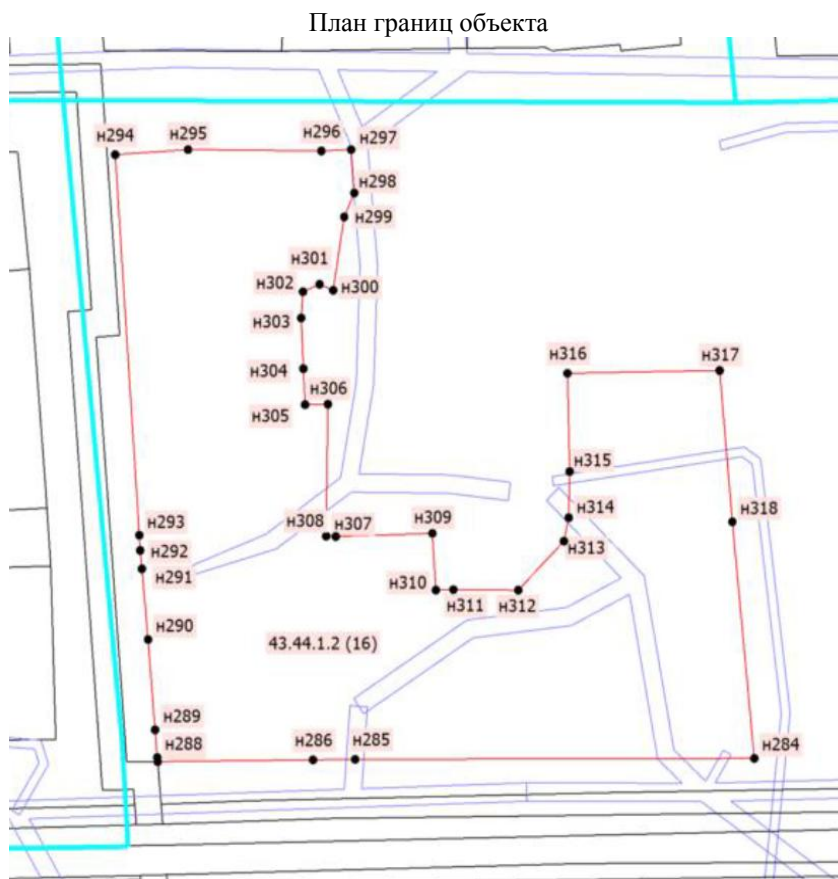 План границ объекта
н294
н295
н296
н297
н298
н299
н301
н302
н300
н303
н316
н317
н304
н306
н305
н315
н314
н318
н293
н308
н307
н309
н292
н313
н291
н310
н311
н312
н290
43.44.1.2 (16)
н289
н288
н286
н285
н284